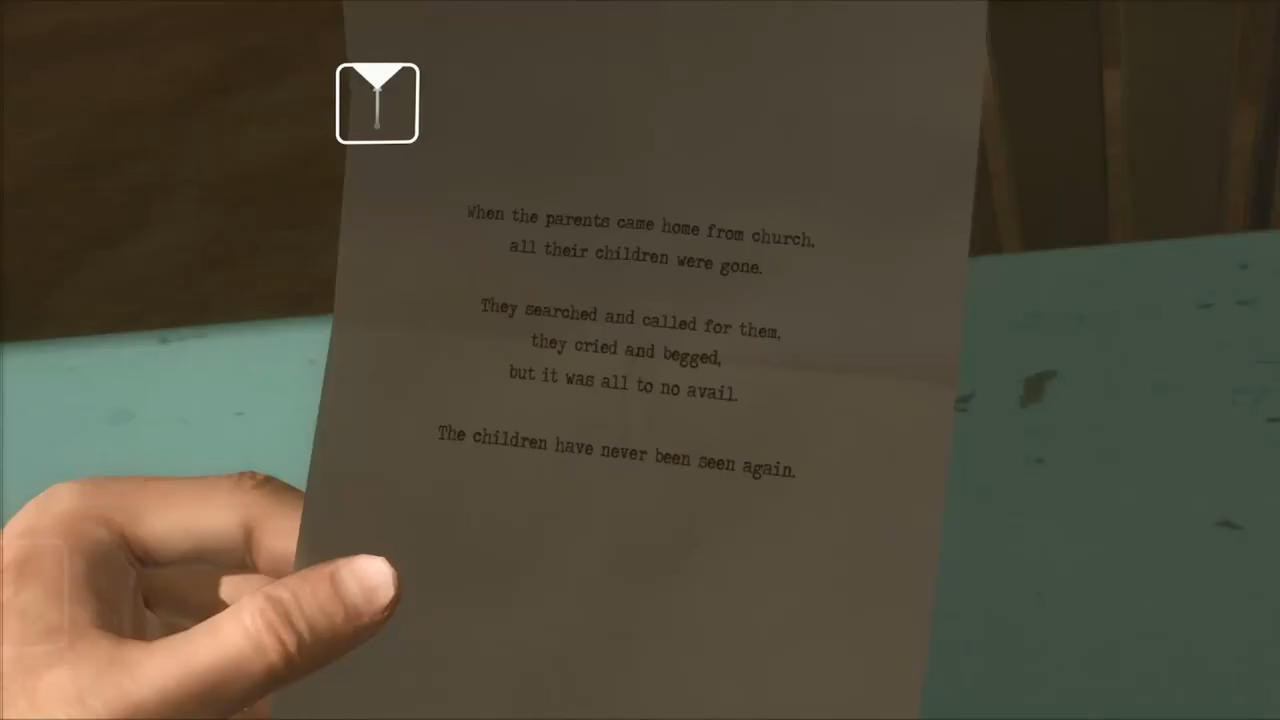 When the parents came home from church,
all their children were gone.
They searched and called for them,
they cried and begged,
but it was all to no avail.
The children have never been seen again.